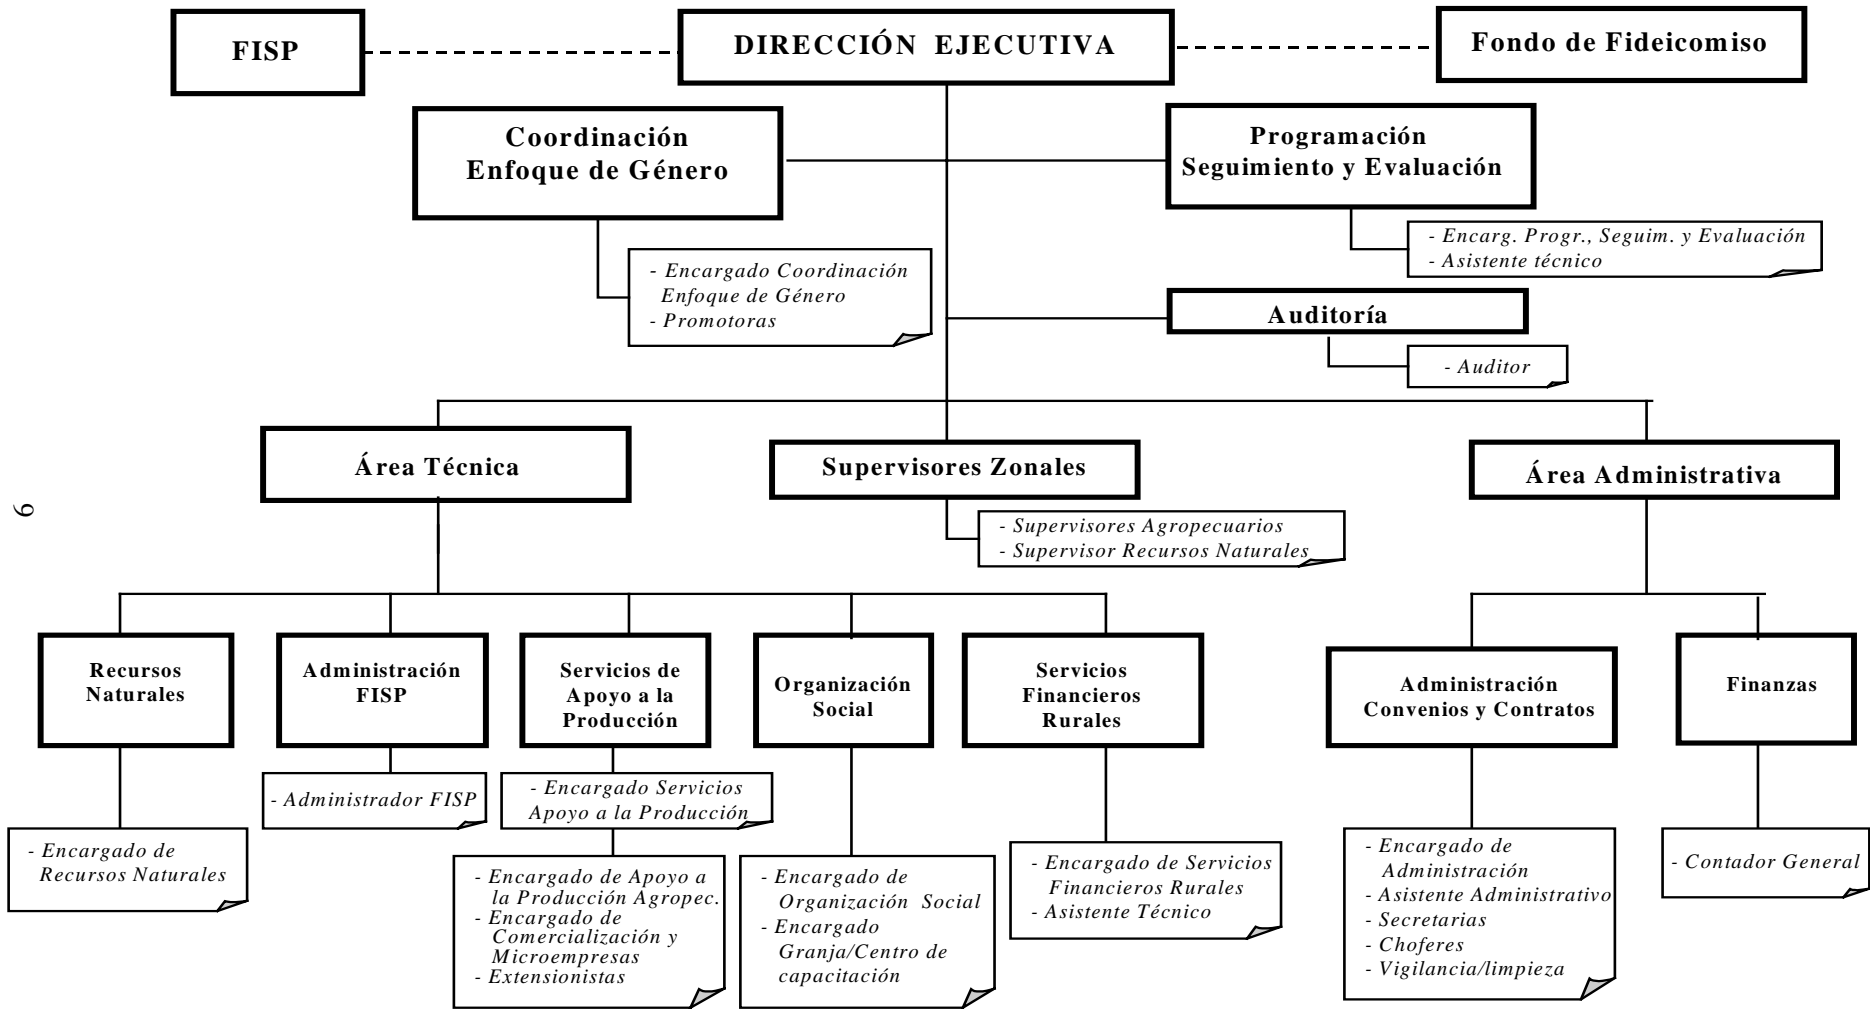 FISP
DIRECCIÓN EJECUTIVA
Fondo de Fideicomiso
Coordinación
Enfoque de Género
Programación
Seguimiento y Evaluación
- Encarg. Progr., Seguim. y Evaluación
- Asistente técnico
- Encargado Coordinación
Enfoque de Género
- Promotoras
Auditoría
- Auditor
Área Técnica
Supervisores Zonales
Área Administrativa
- Supervisores Agropecuarios
- Supervisor Recursos Naturales
9
Recursos
Naturales
Administración
FISP
Servicios de
Apoyo a la
Producción
Organización
Social
Servicios
Financieros
Rurales
Administración
Convenios y Contratos
Finanzas
- Encargado de
Recursos Naturales
- Administrador FISP
- Encargado Servicios
Apoyo a la Producción
- Encargado de Apoyo a
la Producción Agropec.
- Encargado de
Comercialización y
Microempresas
- Extensionistas
- Encargado de
Organización Social
- Encargado
Granja/Centro de
capacitación
- Encargado de Servicios
Financieros Rurales
- Asistente Técnico
- Encargado de
Administración
- Asistente Administrativo
- Secretarias
- Choferes
- Vigilancia/limpieza
- Contador General